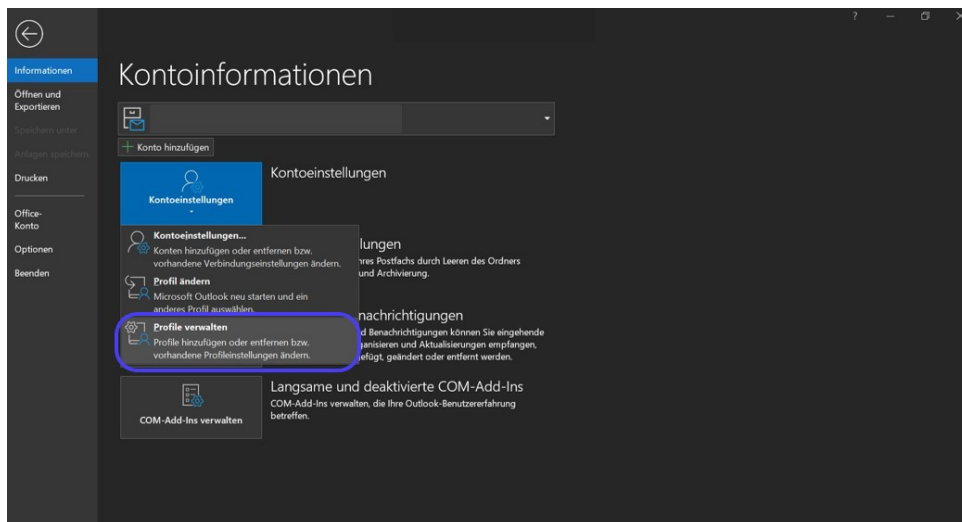 ?
Informationen
Öffnen und
Exportieren
Speichern unter
Anlagen speichern
Drucken
Office-
Konto
Optionen
Beenden
Kontoinformationen
Konto hinzufügen
Kontoeinstellungen
Kontoeinstellungen
Kontoeinstellungen...
Konten hinzufügen oder entfernen bzw.
vorhandene Verbindungseinstellungen ändern.
Profil ändern
Microsoft Outlook neu starten und ein
anderes Profil auswählen.
Profile verwalten
Profile hinzufügen oder entfernen bzw.
vorhandene Profileinstellungen ändern.
lungen
res Postfachs durch Leeren des Ordners
und Archivierung.
nachrichtigungen
d Benachrichtigungen können Sie eingehende
ganisieren und Aktualisierungen empfangen,
efügt, geändert oder entfernt werden.
COM-Add-Ins verwalten
Langsame und deaktivierte COM-Add-Ins
COM-Add-Ins verwalten, die Ihre Outlook-Benutzererfahrung
betreffen.